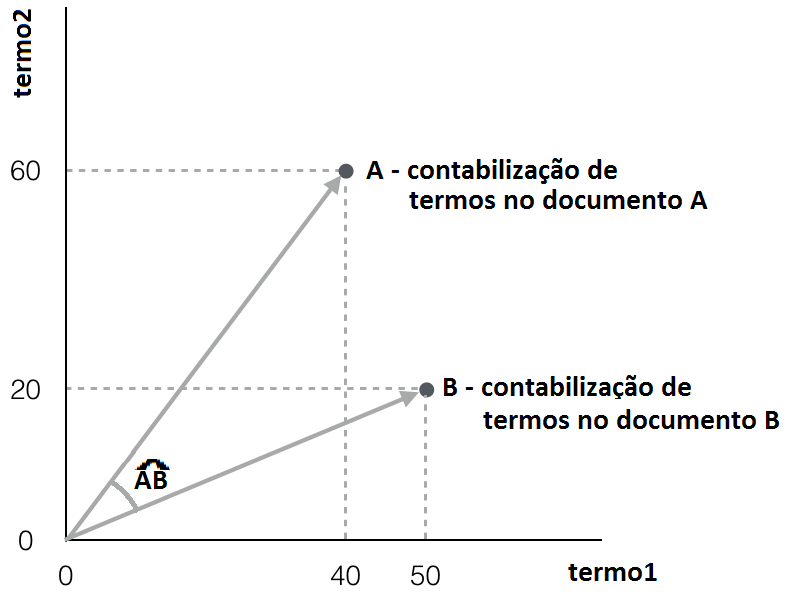 termo2
60
A - contabilização de
termos no documento A
20
B - contabilização de
termos no documento B
AB
0
0
40
50
termo1